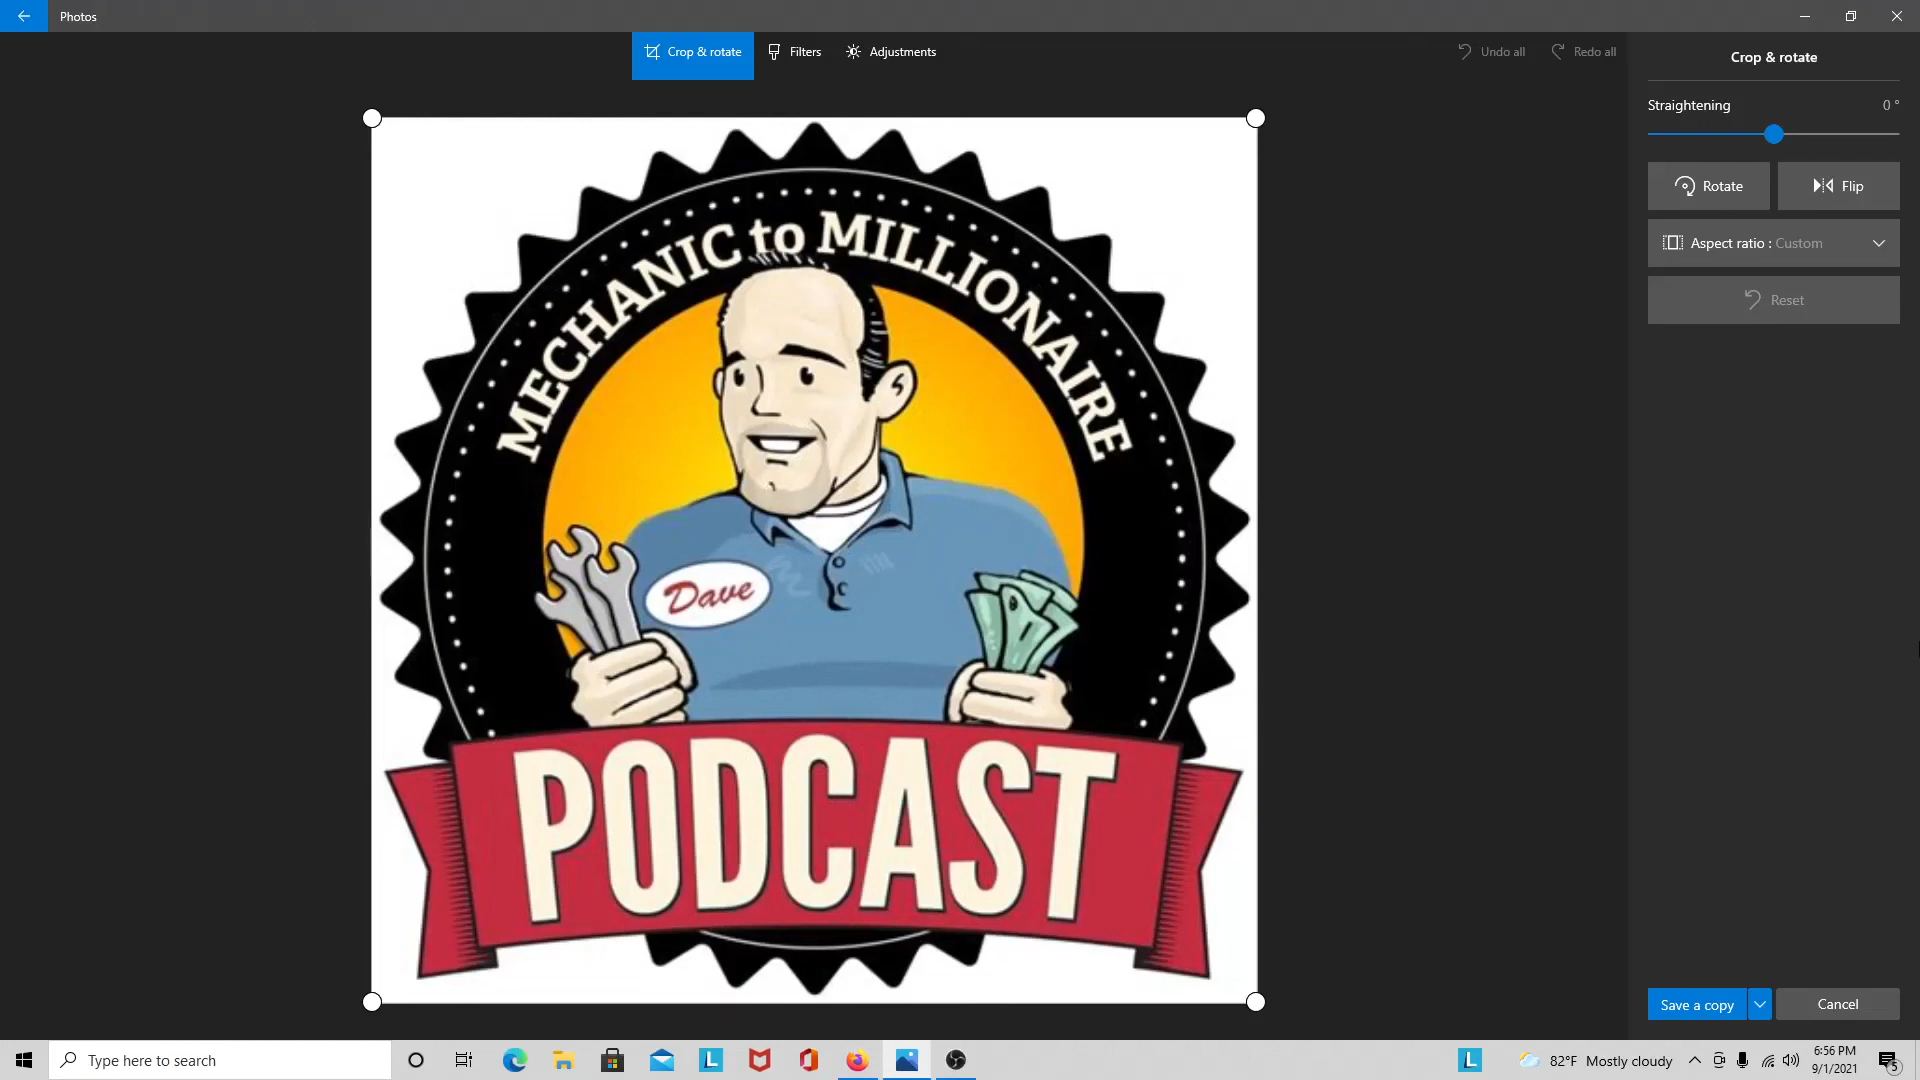 Photos
Crop & rotate
Filters
Adjustments
Undo all
Redo all
Crop & rotate
Straightening
0 °
Rotate
Flip
Aspect ratio : Custom
Reset
MECHANIC to MILLIONAIRE
Dave
PODCAST
Save a copy
Cancel
Type here to search
L
L
82°F Mostly cloudy
6:56 PM
9/1/2021
5